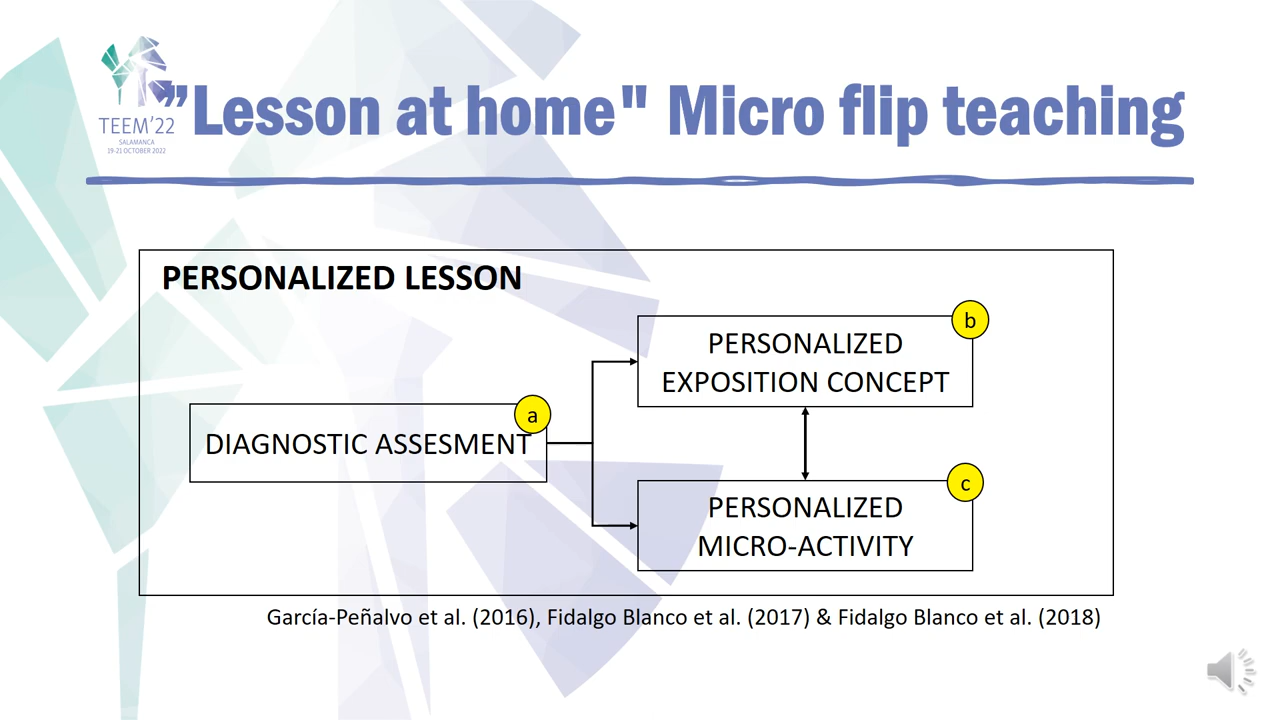 TEEM’22
SALAMANCA
19-21 OCTOBER 2022
”Lesson at home" Micro flip teaching
PERSONALIZED LESSON
b
PERSONALIZED
EXPOSITION CONCEPT
a
DIAGNOSTIC ASSESMENT
c
PERSONALIZED
MICRO-ACTIVITY
García-Peñalvo et al. (2016), Fidalgo Blanco et al. (2017) & Fidalgo Blanco et al. (2018)